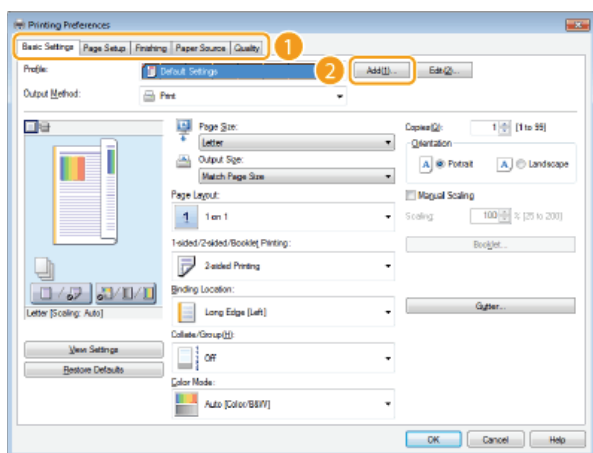 Printing Preferences
Basic Settings Page Setup Finishing Paper Source Quality 1
Profile: Default Settings 2 Add(1)... Edit(2)...
Output Method: Print
Page Size:
Letter
Output Size:
Match Page Size
Page Layout:
1 1 on 1
1-sided/2-sided/Booklet Printing:
2-sided Printing
Binding Location:
Long Edge [Left]
Collate/Group(H):
Off
Color Mode:
Auto [Color/B&W]
Letter [Scaling: Auto]
View Settings
Restore Defaults
Copies(Q): 1 [1 to 99]
Orientation
A Portrait A Landscape
Manual Scaling
Scaling: 100 % [25 to 200]
Booklet...
Gutter...
OK Cancel Help